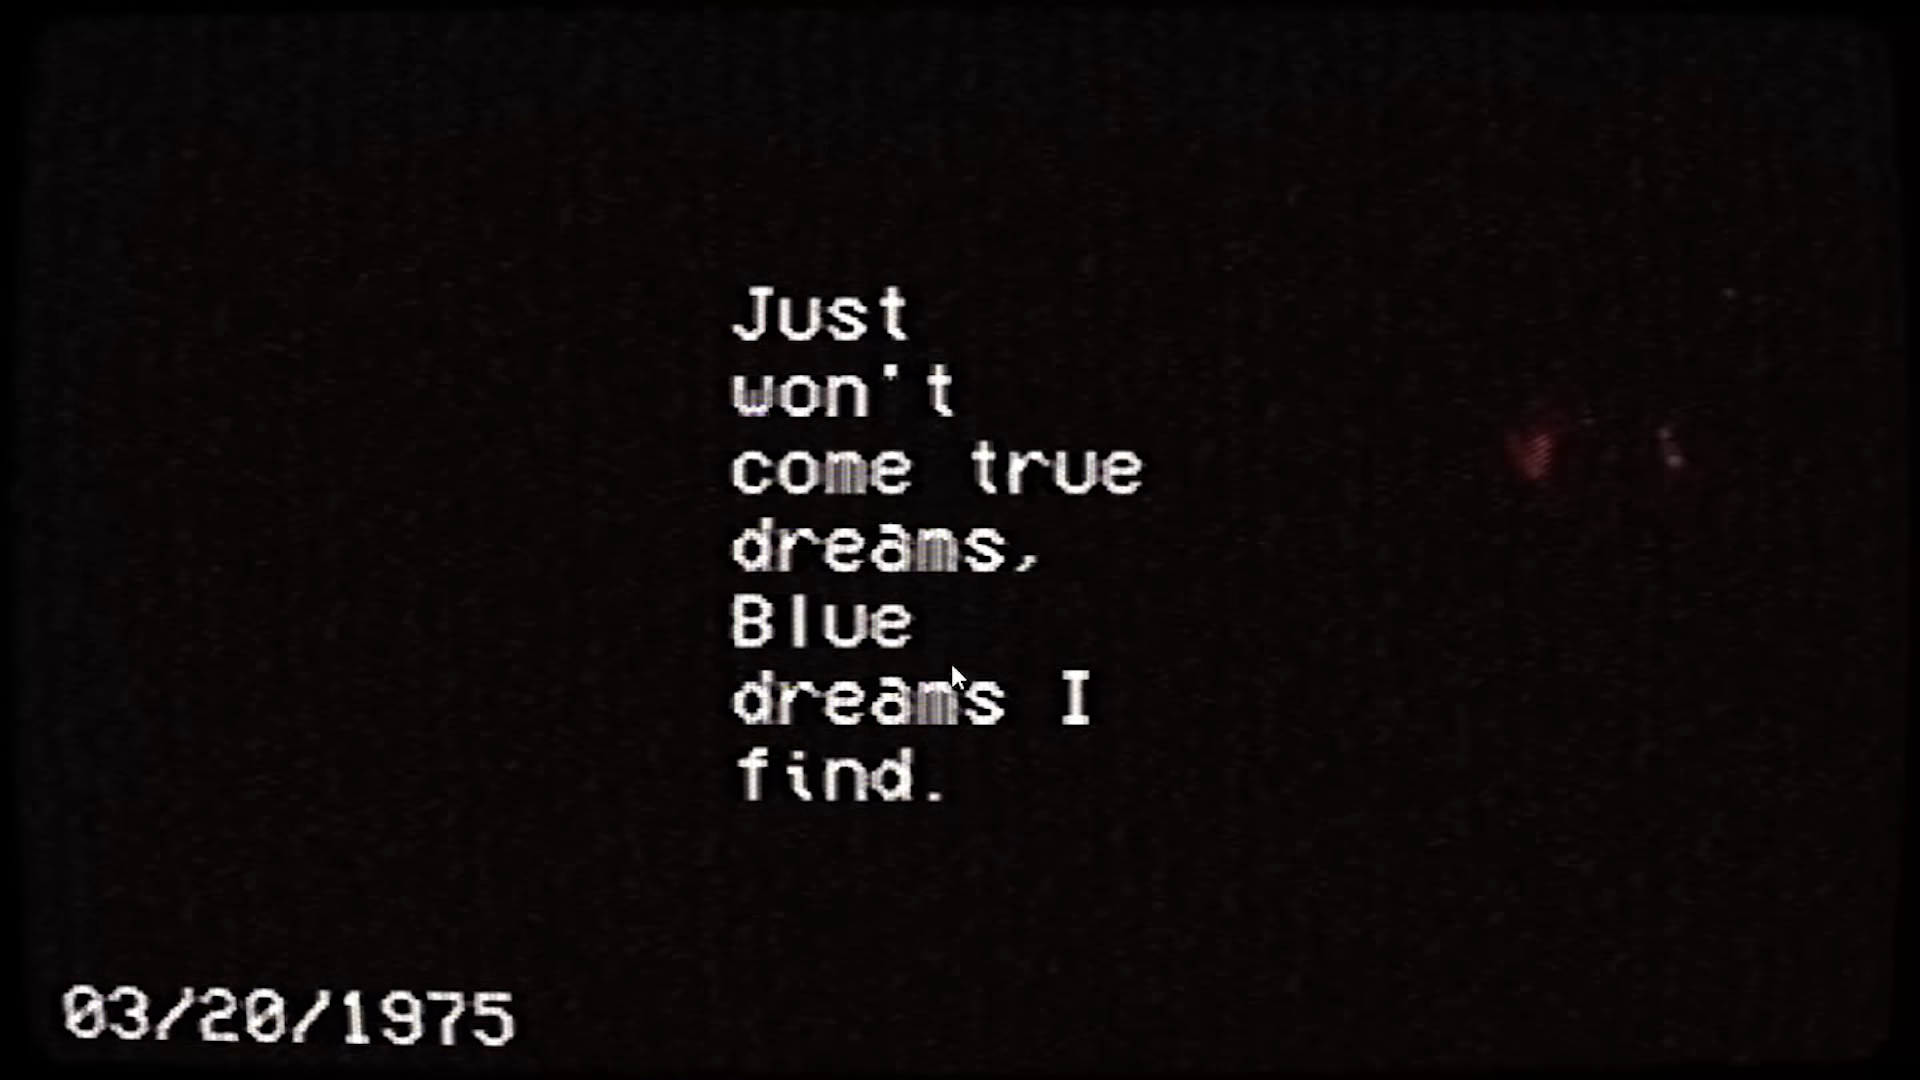 Just
won't
come true
dreams,
Blue
dreams I
find.
03/20/1975